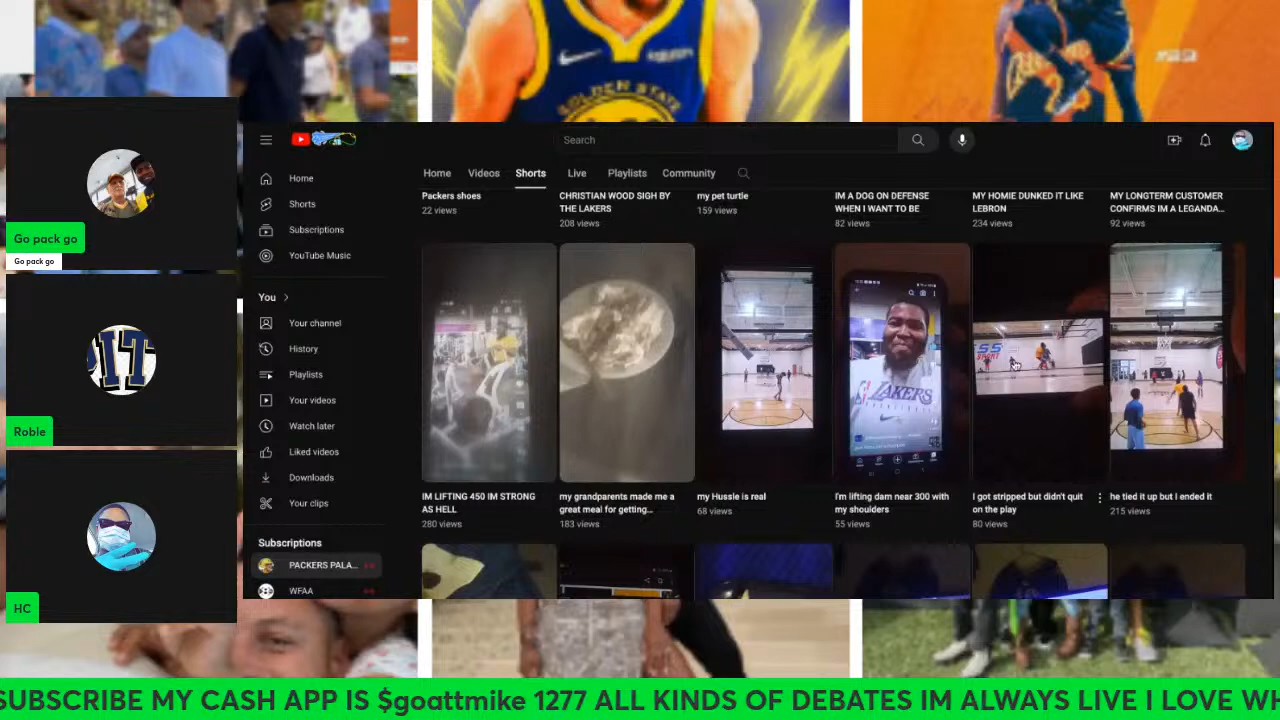 GOLDEN STATE
Search
Home
Videos
Shorts
Live
Playlists
Community
Home
Shorts
Subscriptions
YouTube Music
You
Your channel
History
Playlists
Your videos
Watch later
Liked videos
Downloads
Your clips
Subscriptions
PACKERS PALA...
WFAA
Packers shoes
22 views
CHRISTIAN WOOD SIGH BY
THE LAKERS
208 views
my pet turtle
159 views
IM A DOG ON DEFENSE
WHEN I WANT TO BE
82 views
MY HOMIE DUNKED IT LIKE
LEBRON
234 views
MY LONGTERM CUSTOMER
CONFIRMS IM A LEGANDA...
92 views
LAKERS
IM LIFTING 450 IM STRONG
AS HELL
280 views
my grandparents made me a
great meal for getting...
183 views
my Hussle is real
68 views
I'm lifting dam near 300 with
my shoulders
55 views
I got stripped but didn't quit
on the play
80 views
he tied it up but I ended it
215 views
Go pack go
Go pack go
IT
Roble
HC
SUBSCRIBE MY CASH APP IS $goattmike 1277 ALL KINDS OF DEBATES IM ALWAYS LIVE I LOVE WH